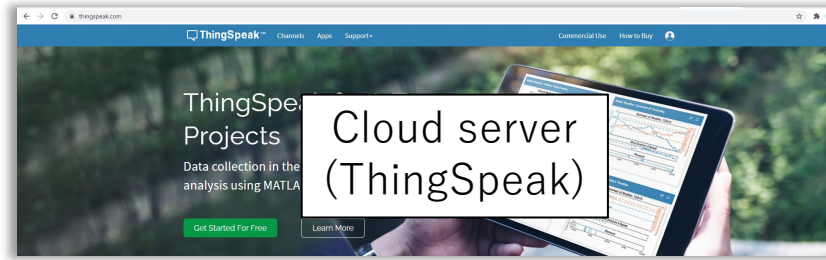 thingspeak.com
ThingSpeak™ Channels Apps Support Commercial Use How to Buy
ThingSpea
Projects
Data collection in the
analysis using MATLA
Cloud server
(ThingSpeak)
Get Started For Free Learn More